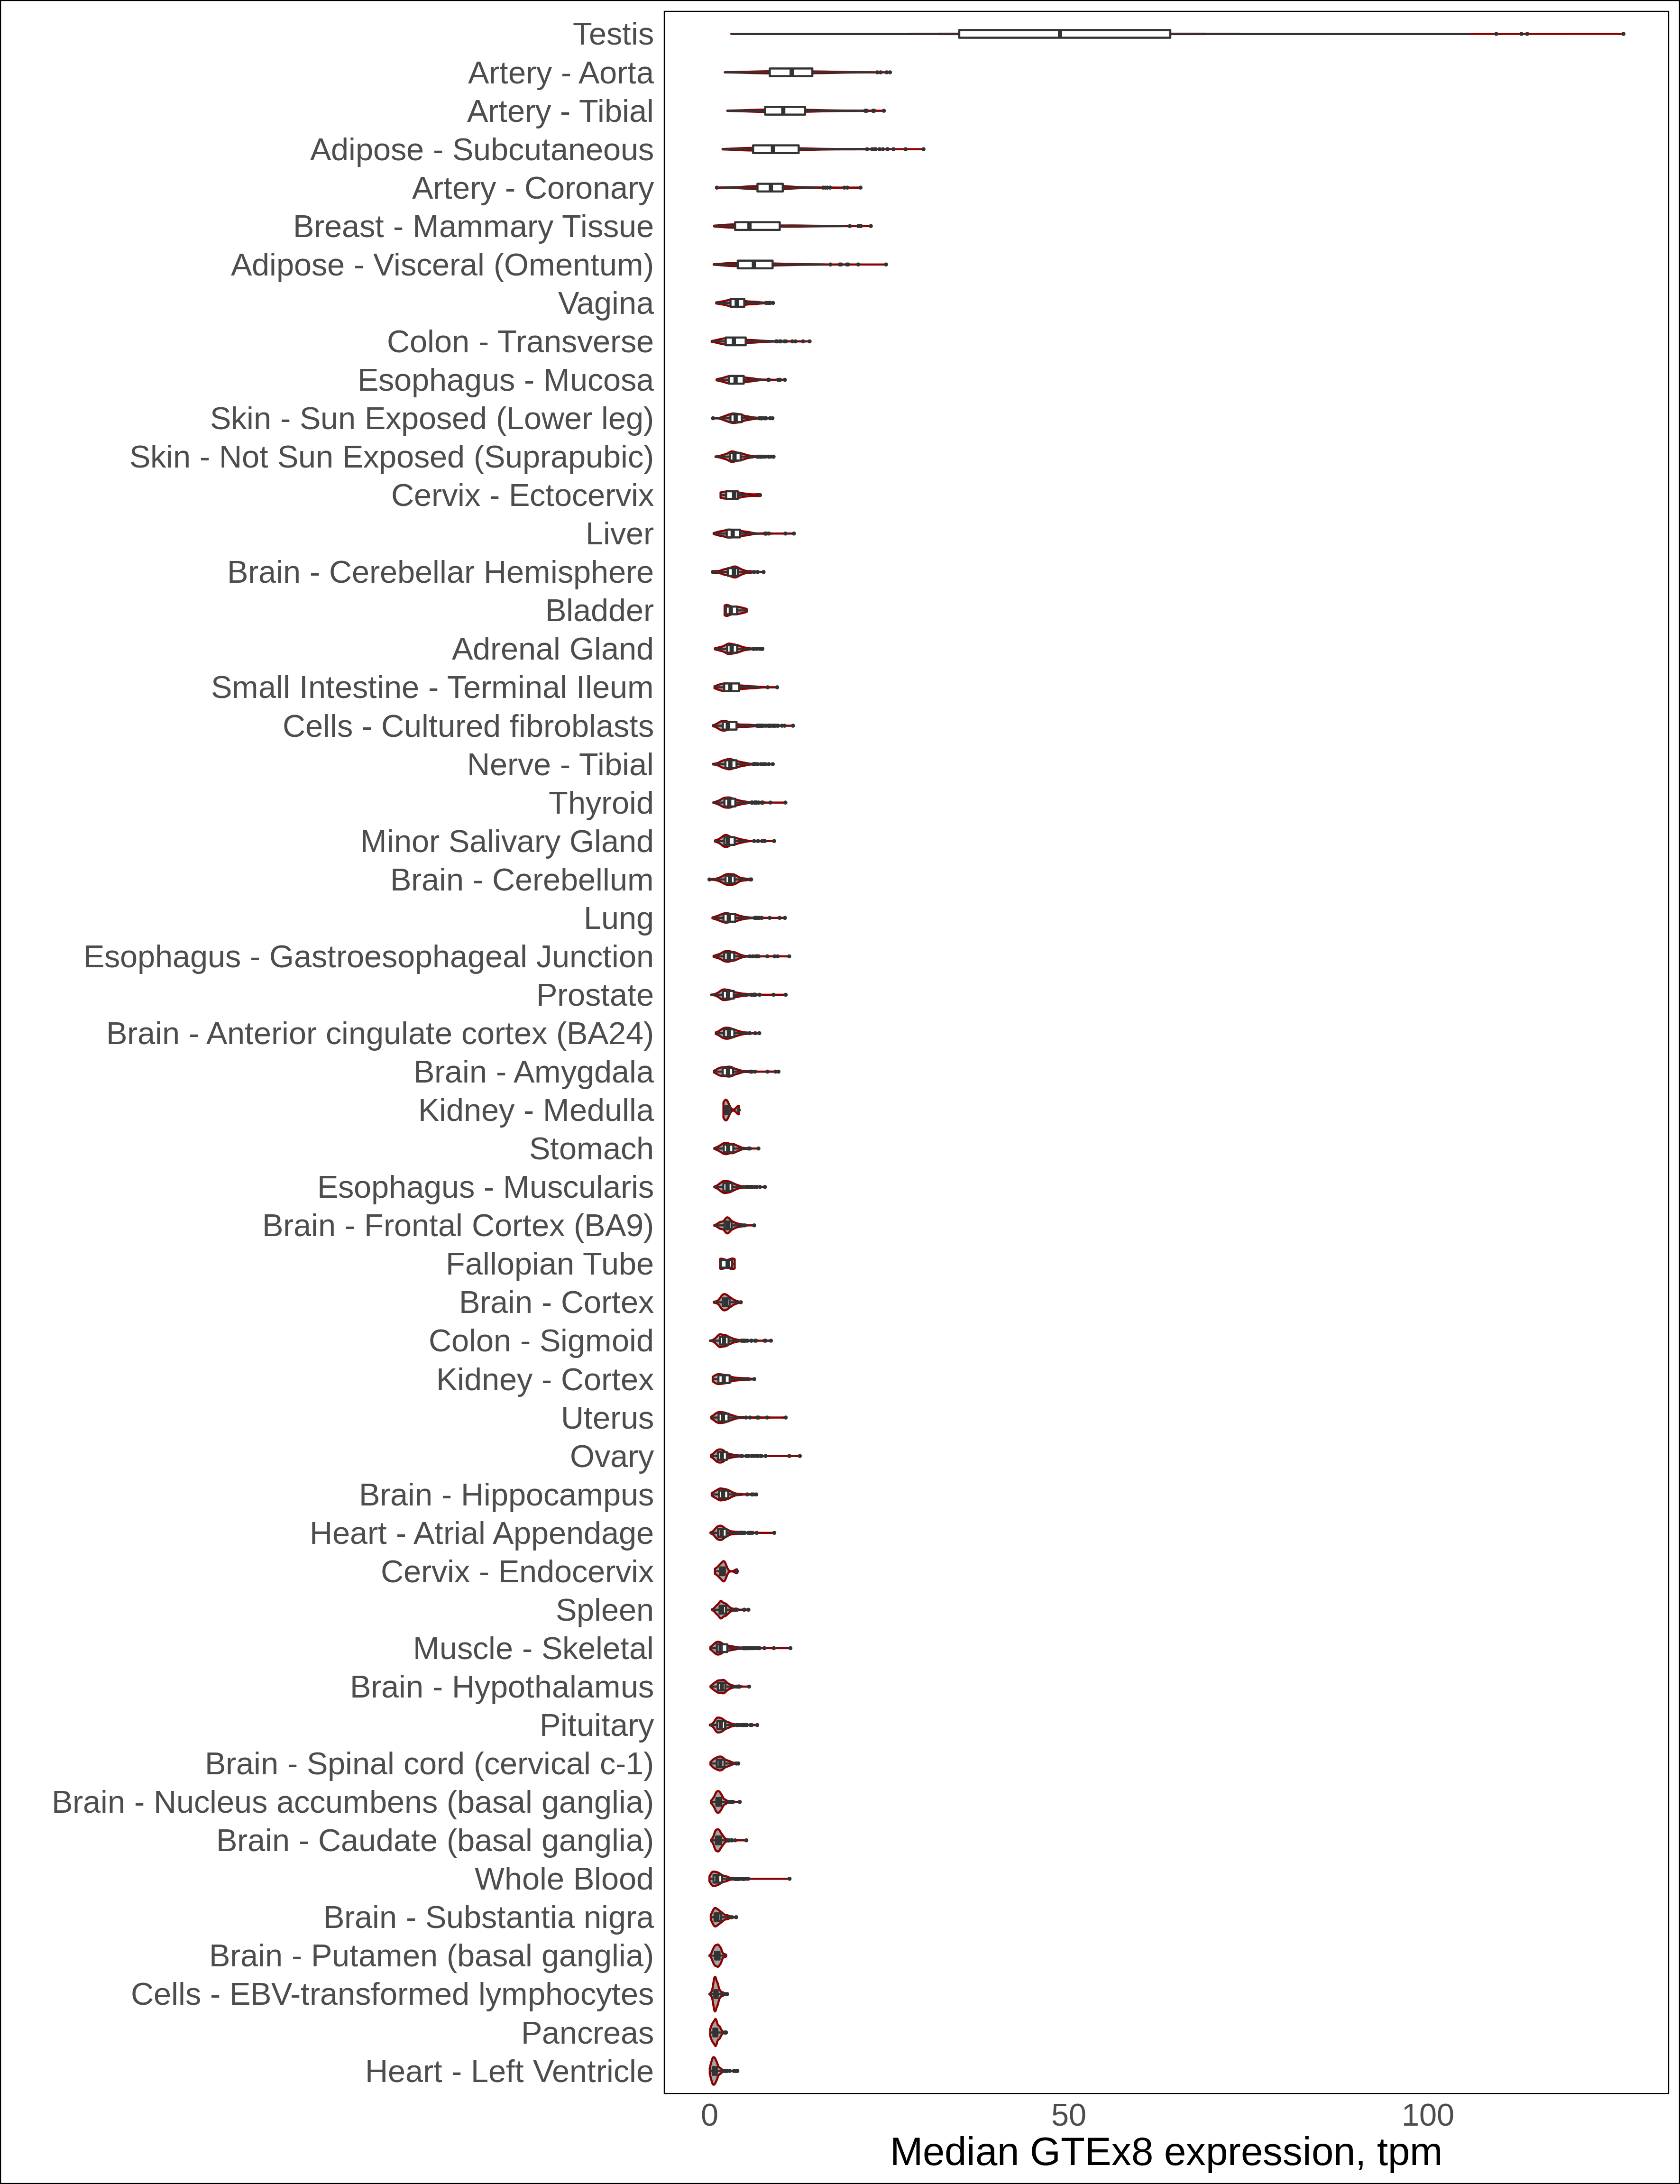 Testis
Artery - Aorta
Artery - Tibial
Adipose - Subcutaneous
Artery - Coronary
Breast - Mammary Tissue
Adipose - Visceral (Omentum)
Vagina
Colon - Transverse
Esophagus - Mucosa
Skin - Sun Exposed (Lower leg)
Skin - Not Sun Exposed (Suprapubic)
Cervix - Ectocervix
Liver
Brain - Cerebellar Hemisphere
Bladder
Adrenal Gland
Small Intestine - Terminal Ileum
Cells - Cultured fibroblasts
Nerve - Tibial
Thyroid
Minor Salivary Gland
Brain - Cerebellum
Lung
Esophagus - Gastroesophageal Junction
Prostate
Brain - Anterior cingulate cortex (BA24)
Brain - Amygdala
Kidney - Medulla
Stomach
Esophagus - Muscularis
Brain - Frontal Cortex (BA9)
Fallopian Tube
Brain - Cortex
Colon - Sigmoid
Kidney - Cortex
Uterus
Ovary
Brain - Hippocampus
Heart - Atrial Appendage
Cervix - Endocervix
Spleen
Muscle - Skeletal
Brain - Hypothalamus
Pituitary
Brain - Spinal cord (cervical c-1)
Brain - Nucleus accumbens (basal ganglia)
Brain - Caudate (basal ganglia)
Whole Blood
Brain - Substantia nigra
Brain - Putamen (basal ganglia)
Cells - EBV-transformed lymphocytes
Pancreas
Heart - Left Ventricle
0 50 100
Median GTEx8 expression, tpm